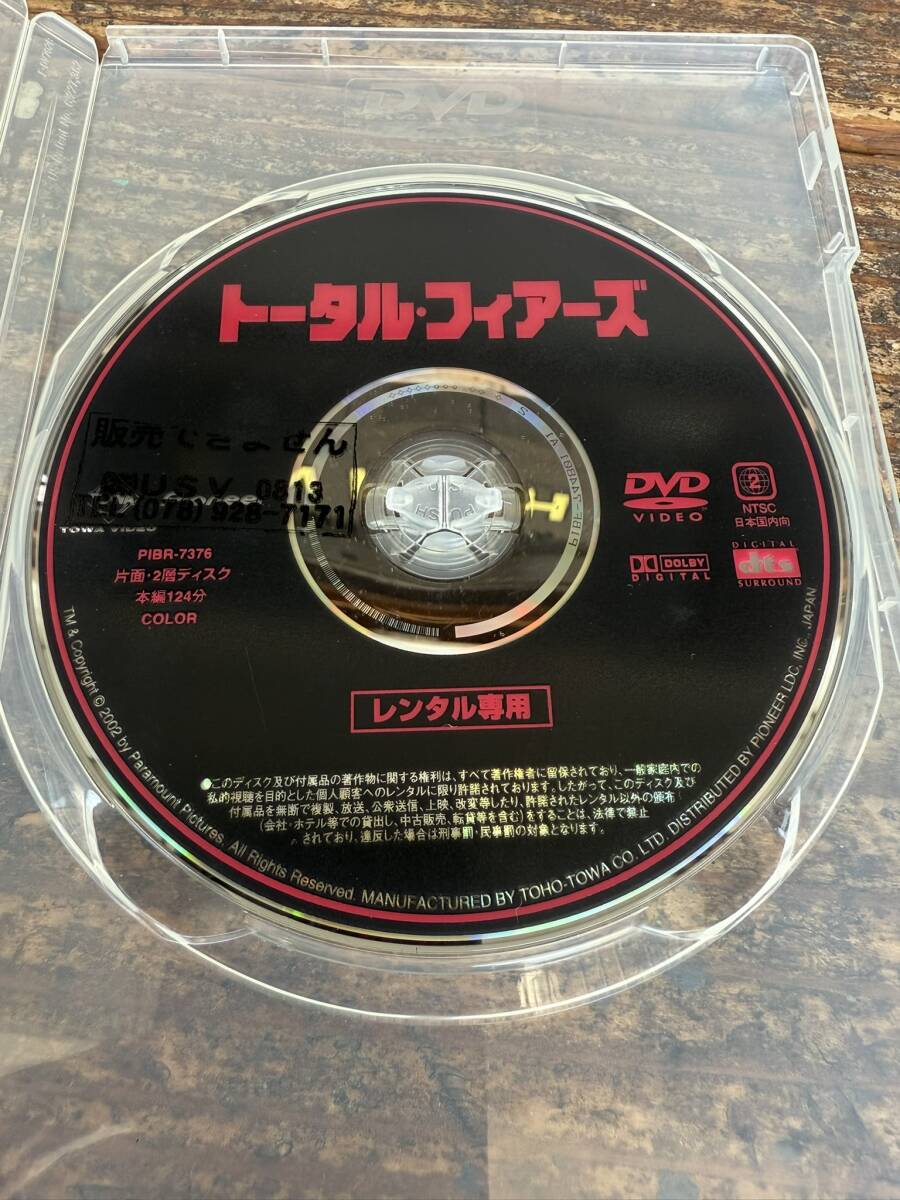 DVD
トータル・フィアーズ
販売できません
USV 0813
TEL(078)928-7171
TOWA VIDEO
PIBR-7376
片面・2層ディスク
本編124分
COLOR
DVD
VIDEO
2
NTSC
日本国内向
DOLBY
DIGITAL
DIGITAL
dts
SURROUND
PUSH
レンタル専用
●このディスク及び付属品の著作物に関する権利は、すべて著作権者に留保されており、一般家庭内での
私的視聴を目的とした個人顧客へのレンタルに限り許諾されております。したがって、このディスク及び
付属品を無断で複製、放送、公衆送信、上映、改変等したり、許諾されたレンタル以外の頒布
(会社・ホテル等での貸出し、中古販売、転貸等を含む)をすることは、法律で禁止
されており、違反した場合は刑事罰・民事罰の対象となります。
TM & Copyright © 2002 by Paramount Pictures. All Rights Reserved. MANUFACTURED BY TOHO-TOWA CO. LTD. DISTRIBUTED BY PIONEER LDC, INC., JAPAN